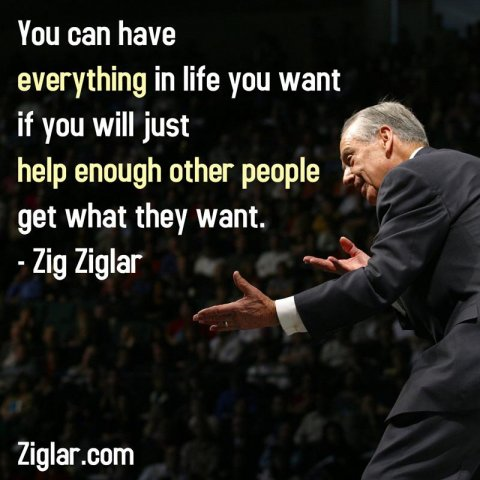 You can have
everything in life you want
if you will just
help enough other people
get what they want.
- Zig Ziglar
Ziglar.com